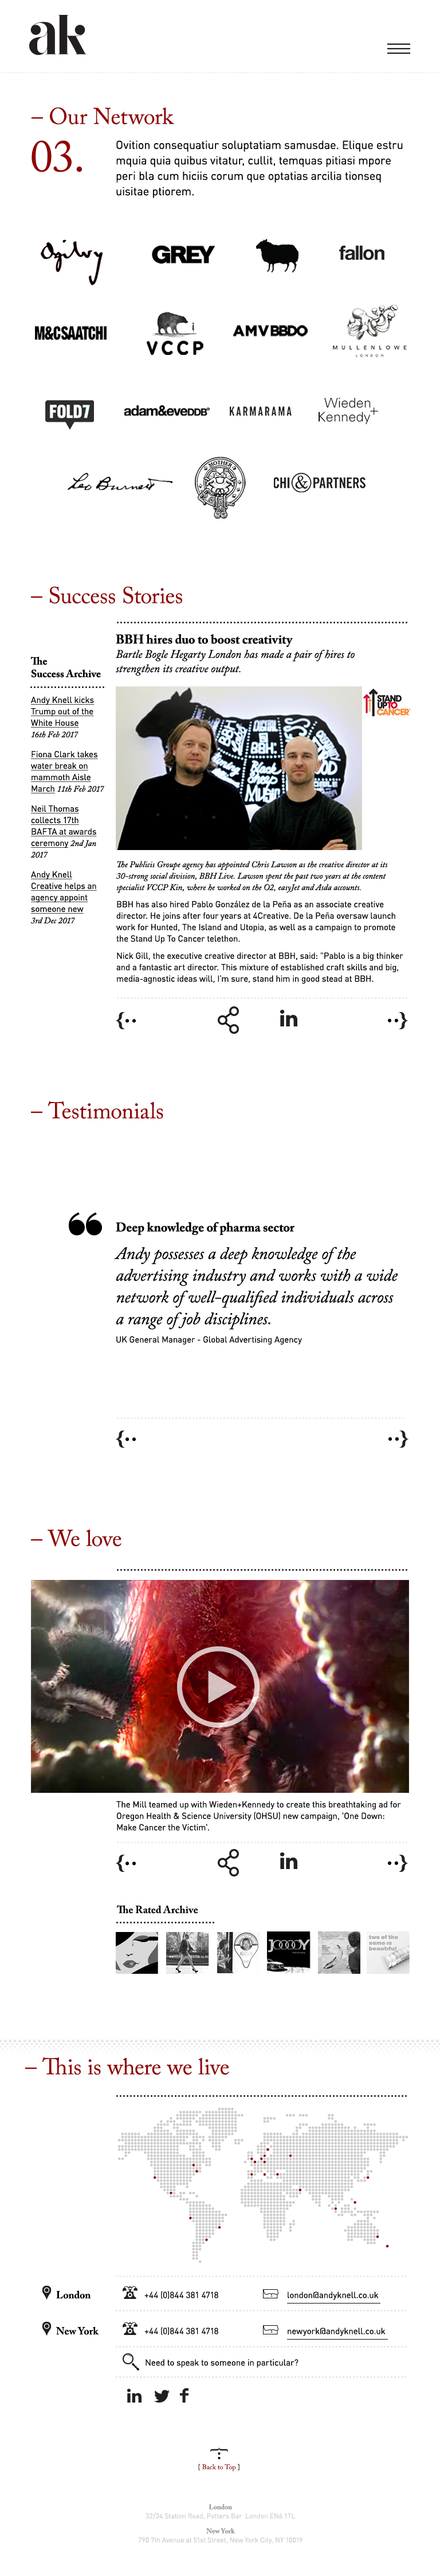 ak
– Our Network
03.
Ovition consequatiur soluptatiam samusdae. Elique estru
mquia quia quibus vitatur, cullit, temquas pitiasi mpore
peri bla cum hiciis corum que optatias arcilia tionseq
uisitae ptiorem.
Ogilvy
GREY
fallon
M&CSAATCHI
VCCP
AMVBBDO
MULLENLOWE
LONDON
FOLD7
adam&eveDDB
KARMARAMA
Wieden
Kennedy+
Leo Burnett
MOTHER
CHI&PARTNERS
– Success Stories
BBH hires duo to boost creativity
Bartle Bogle Hegarty London has made a pair of hires to
strengthen its creative output.
The
Success Archive
Andy Knell kicks
Trump out of the
White House
16th Feb 2017
Fiona Clark takes
water break on
mammoth Aisle
March 11th Feb 2017
Neil Thomas
collects 17th
BAFTA at awards
ceremony 2nd Jan
2017
Andy Knell
Creative helps an
agency appoint
someone new
3rd Dec 2017
STAND
UP TO
CANCER
The Publicis Groupe agency has appointed Chris Lawson as the creative director at its
30-strong social division, BBH Live. Lawson spent the past two years at the content
specialist VCCP Kin, where he worked on the O2, easyJet and Asda accounts.
BBH has also hired Pablo González de la Peña as an associate creative
director. He joins after four years at 4Creative. De la Peña oversaw launch
work for Hunted, The Island and Utopia, as well as a campaign to promote
the Stand Up To Cancer telethon.
Nick Gill, the executive creative director at BBH, said: "Pablo is a big thinker
and a fantastic art director. This mixture of established craft skills and big,
media-agnostic ideas will, I'm sure, stand him in good stead at BBH.
in
– Testimonials
Deep knowledge of pharma sector
Andy possesses a deep knowledge of the
advertising industry and works with a wide
network of well-qualified individuals across
a range of job disciplines.
UK General Manager - Global Advertising Agency
– We love
The Mill teamed up with Wieden+Kennedy to create this breathtaking ad for
Oregon Health & Science University (OHSU) new campaign, 'One Down:
Make Cancer the Victim'.
in
The Rated Archive
two of the
name is
beautiful
– This is where we live
London
+44 (0)844 381 4718
london@andyknell.co.uk
New York
+44 (0)844 381 4718
newyork@andyknell.co.uk
Need to speak to someone in particular?
in
f
[ Back to Top ]
London
32/34 Station Road, Potters Bar London EN6 1TL
New York
790 7th Avenue at 51st Street, New York City, NY 10019